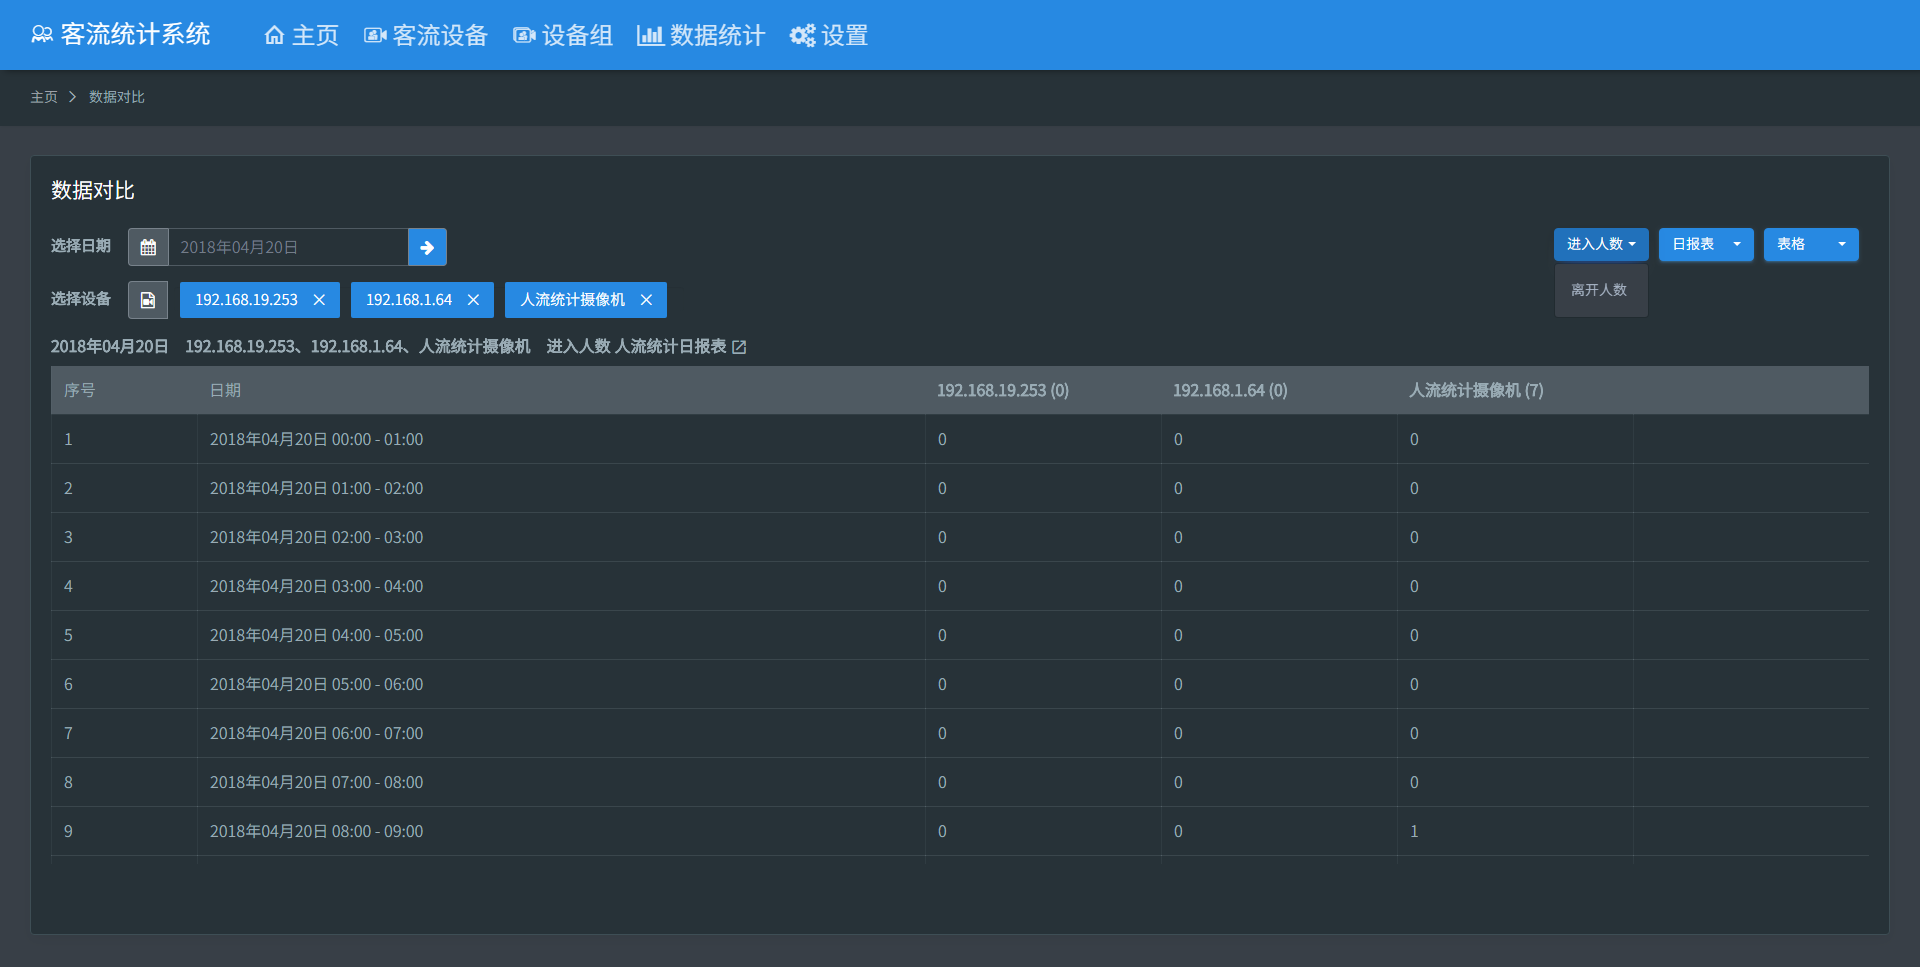 客流统计系统 主页 客流设备 设备组 数据统计 设置
主页 数据对比
数据对比
选择日期 2018年04月20日 进入人数 日报表 表格
离开人数
选择设备 192.168.19.253 192.168.1.64 人流统计摄像机
2018年04月20日 192.168.19.253、192.168.1.64、人流统计摄像机 进入人数 人流统计日报表
序号 日期 192.168.19.253 (0) 192.168.1.64 (0) 人流统计摄像机 (7)
1 2018年04月20日 00:00 - 01:00 0 0 0
2 2018年04月20日 01:00 - 02:00 0 0 0
3 2018年04月20日 02:00 - 03:00 0 0 0
4 2018年04月20日 03:00 - 04:00 0 0 0
5 2018年04月20日 04:00 - 05:00 0 0 0
6 2018年04月20日 05:00 - 06:00 0 0 0
7 2018年04月20日 06:00 - 07:00 0 0 0
8 2018年04月20日 07:00 - 08:00 0 0 0
9 2018年04月20日 08:00 - 09:00 0 0 1